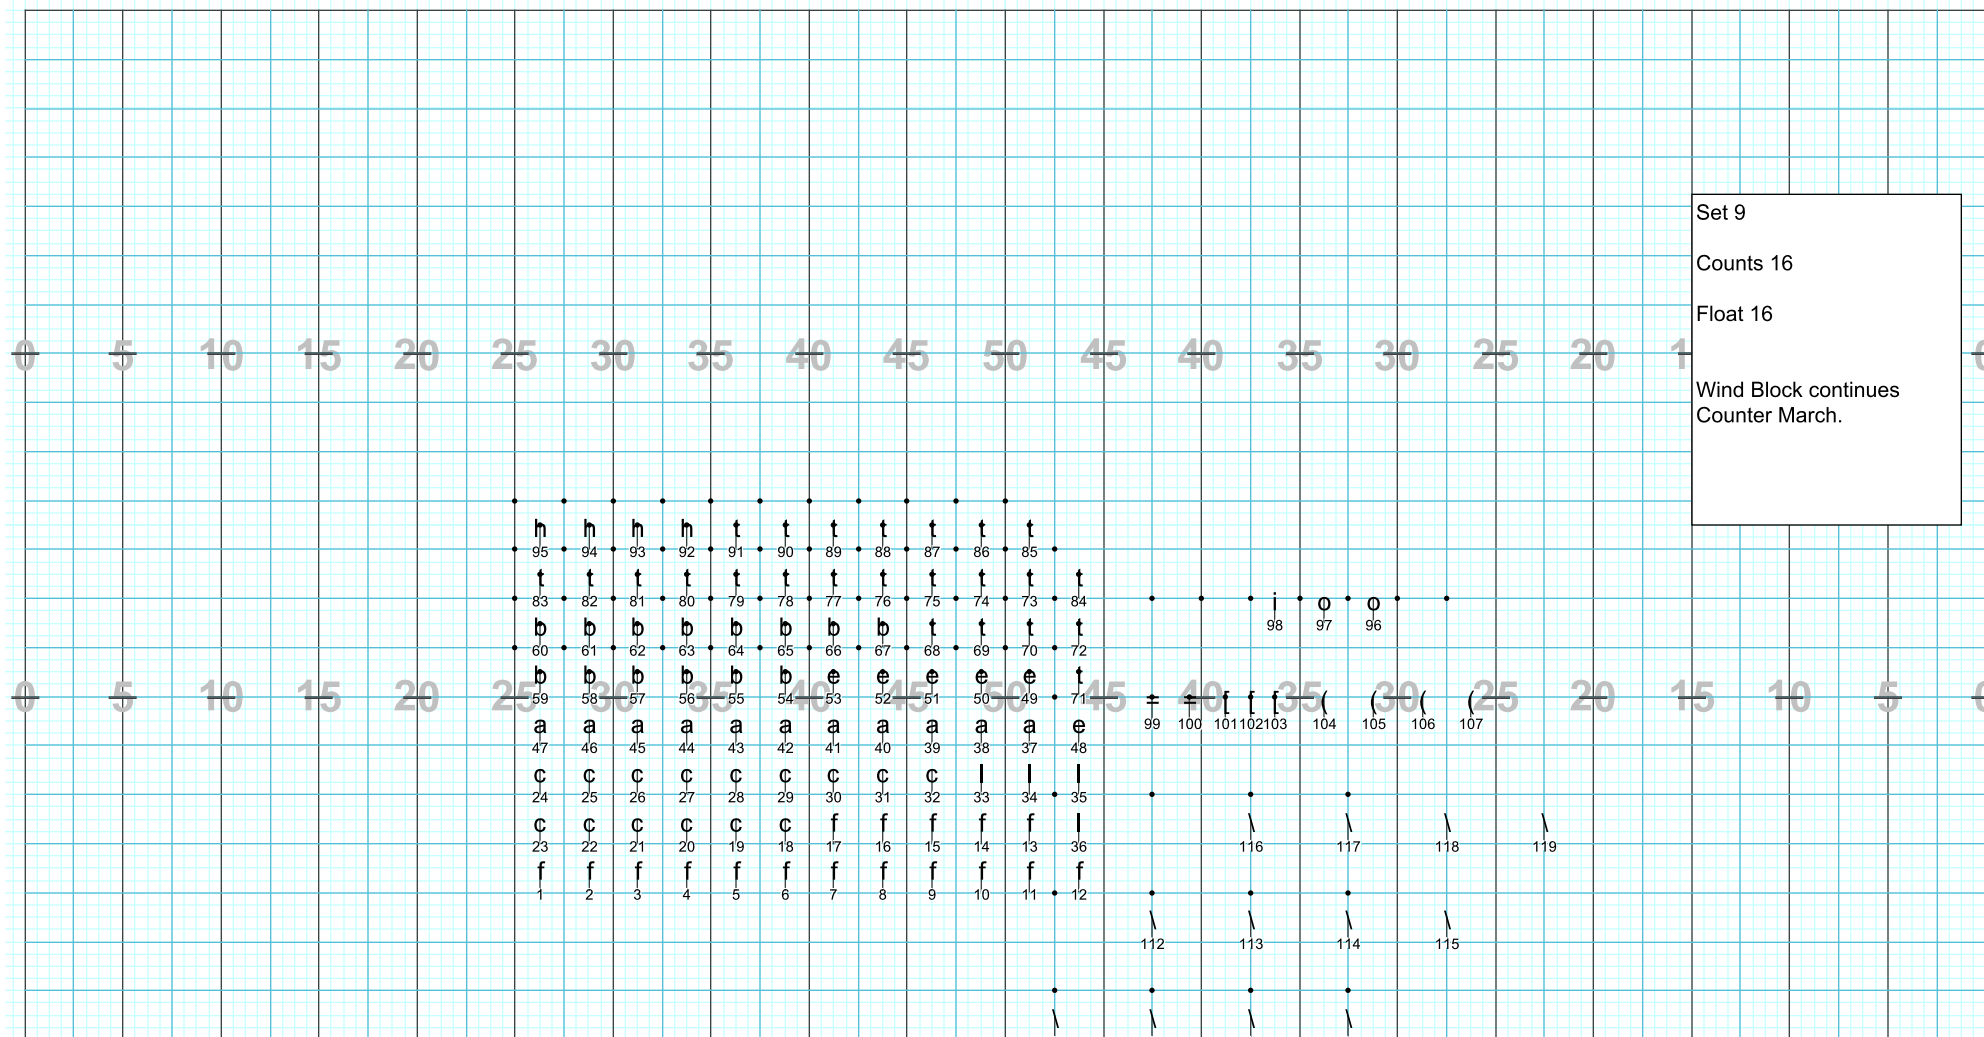 Set 9
Counts 16
Float 16
0 5 10 15 20 25 30 35 40 45 50 45 40 35 30 25 20 1 0
Wind Block continues
Counter March.
h h h h t t t t t t t
95 94 93 92 91 90 89 88 87 86 85
t t t t t t t t t t t t
83 82 81 80 79 78 77 76 75 74 73 84
i o o
98 97 96
b b b b b b b b t t t t
60 61 62 63 64 65 66 67 68 69 70 72
b b b b b b e e e e e t
0 5 10 15 20 25 30 35 40 45 50 45 40 35 30 25 20 15 5 0
59 58 57 56 55 54 53 52 51 50 49 71
= = [ [ [ ( ( ( (
99 100 101 102 103 104 105 106 107
a a a a a a a a a a a e
47 46 45 44 43 42 41 40 39 38 37 48
c c c c c c c c c l l l
24 25 26 27 28 29 30 31 32 33 34 35
c c c c c c f f f f f l
23 22 21 20 19 18 17 16 15 14 13 36
\ \ \ \
116 117 118 119
f f f f f f f f f f f f
1 2 3 4 5 6 7 8 9 10 11 12
\ \ \ \
112 113 114 115
\ \ \ \